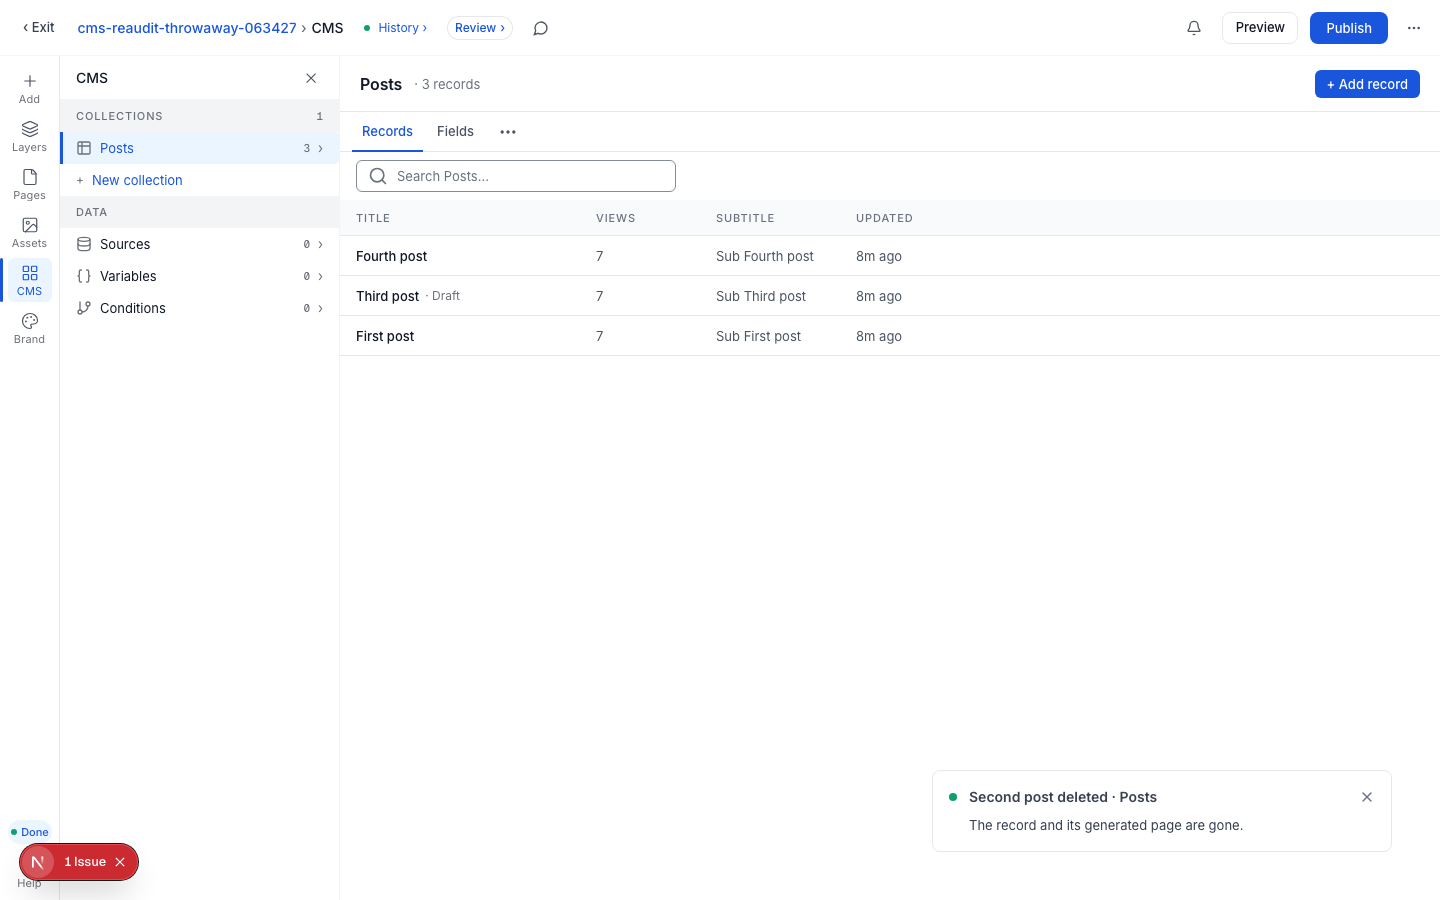 ‹ Exit
cms-reaudit-throwaway-063427 › CMS
History ›
Review ›
Preview
Publish
Add
Layers
Pages
Assets
CMS
Brand
Done
N 1 Issue
Help
CMS
COLLECTIONS 1
Posts 3 ›
+ New collection
DATA
Sources 0 ›
Variables 0 ›
Conditions 0 ›
Posts · 3 records
+ Add record
Records Fields
Search Posts...
TITLE VIEWS SUBTITLE UPDATED
Fourth post 7 Sub Fourth post 8m ago
Third post · Draft 7 Sub Third post 8m ago
First post 7 Sub First post 8m ago
Second post deleted · Posts
The record and its generated page are gone.